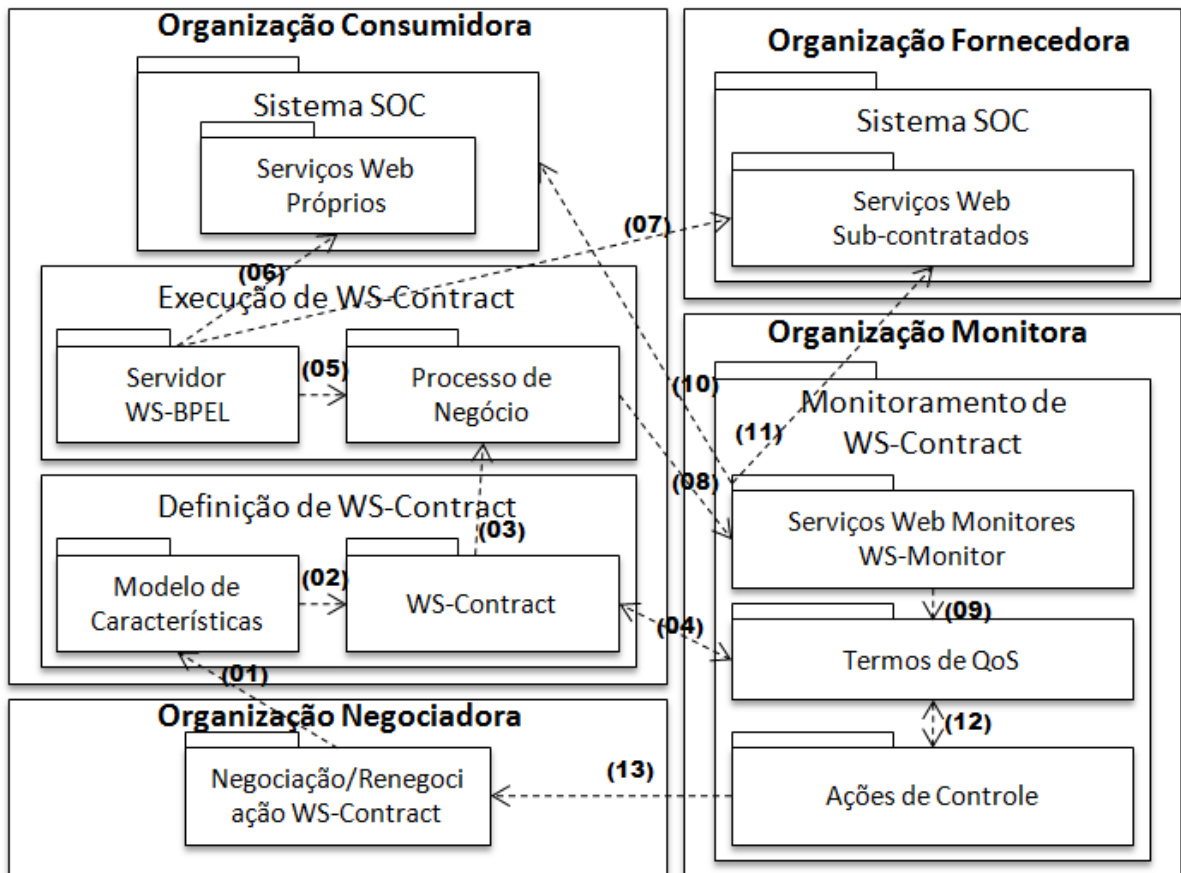 Organização Consumidora
Sistema SOC
Serviços Web
Próprios
(06)
(07)
Execução de WS-Contract
Servidor
WS-BPEL
(05)
Processo de
Negócio
Definição de WS-Contract
(03)
Modelo de
Características
(02)
WS-Contract
(01)
Organização Negociadora
Negociação/Renegoci
ação WS-Contract
(13)
Organização Fornecedora
Sistema SOC
Serviços Web
Sub-contratados
Organização Monitora
(10)
(11)
Monitoramento de
WS-Contract
(08)
Serviços Web Monitores
WS-Monitor
(09)
(04)
Termos de QoS
(12)
Ações de Controle